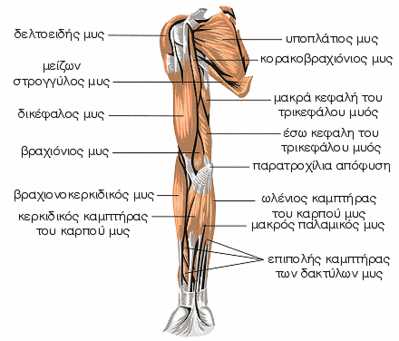 δελτοειδής μυς
μείζων
στρογγύλος μυς
δικέφαλος μυς
βραχιόνιος μυς
βραχιονοκερκιδικός μυς
κερκιδικός καμπτήρας
του καρπού μυς
υποπλάτιος μυς
κορακοβραχιόνιος μυς
μακρά κεφαλή του
τρικεφάλου μυός
έσω κεφαλη του
τρικεφάλου μυός
παρατροχίλια απόφυση
ωλένιος καμπτήρας
του καρπού μυς
μακρός παλαμικός μυς
επιπολής καμπτήρας
των δακτύλων μυς